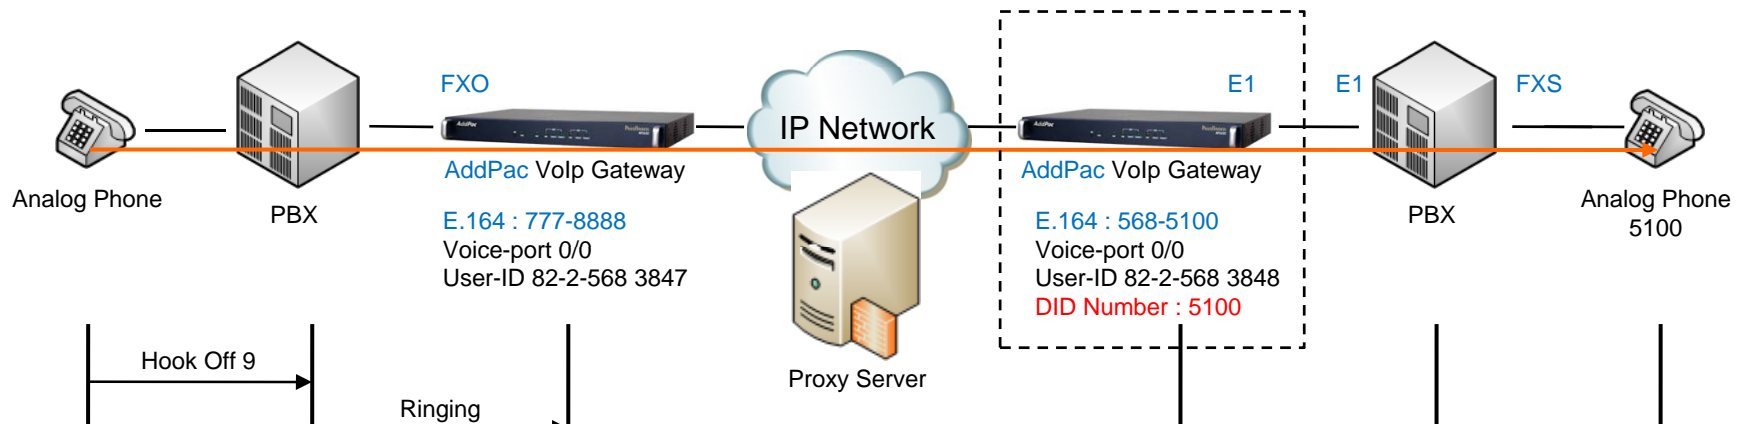 FXO
E1
E1
FXS
AddPac
AddPac
IP Network
AddPac VoIp Gateway
AddPac VoIp Gateway
Analog Phone
PBX
PBX
Analog Phone
5100
E.164 : 777-8888
Voice-port 0/0
User-ID 82-2-568 3847
E.164 : 568-5100
Voice-port 0/0
User-ID 82-2-568 3848
DID Number : 5100
Proxy Server
Hook Off 9
Ringing